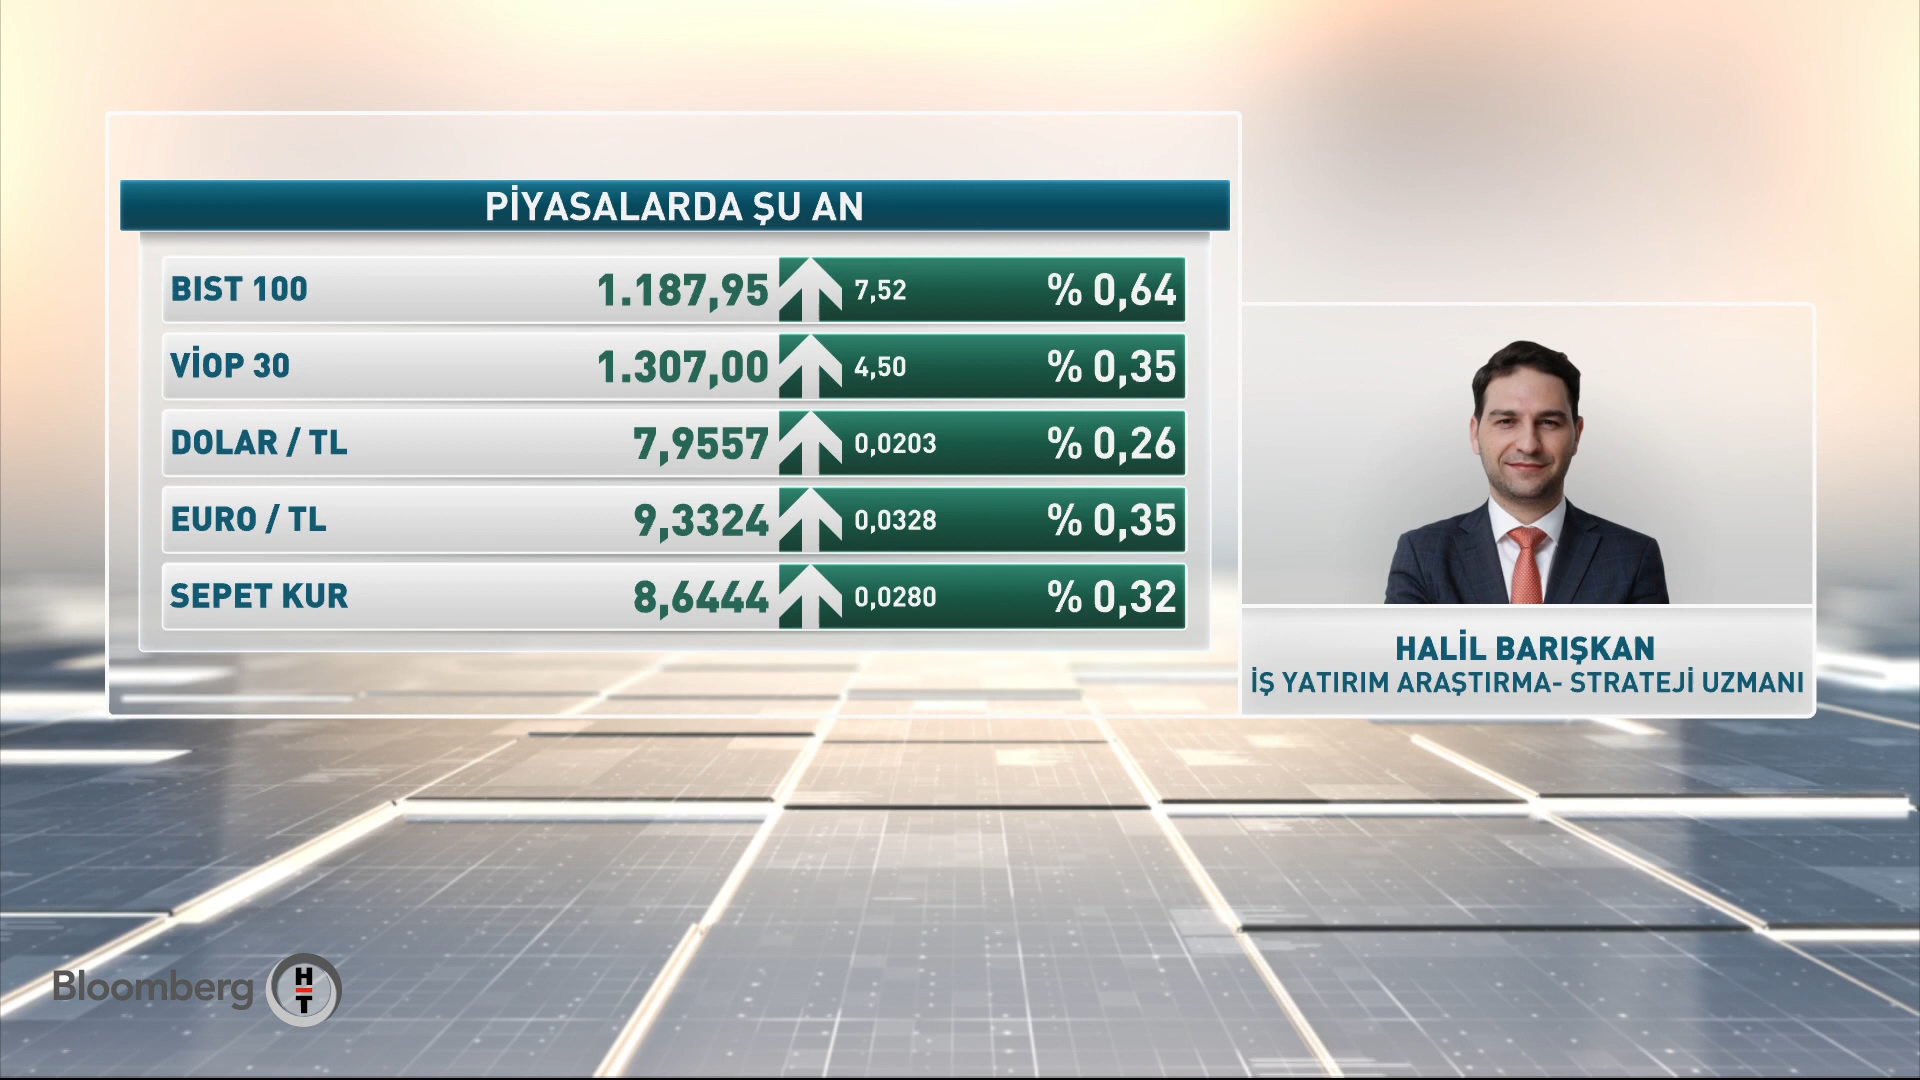 PİYASALARDA ŞU AN
BIST 100 1.187,95 7,52 % 0,64
VİOP 30 1.307,00 4,50 % 0,35
DOLAR / TL 7,9557 0,0203 % 0,26
EURO / TL 9,3324 0,0328 % 0,35
SEPET KUR 8,6444 0,0280 % 0,32
HALİL BARIŞKAN
İŞ YATIRIM ARAŞTIRMA- STRATEJİ UZMANI
Bloomberg HT